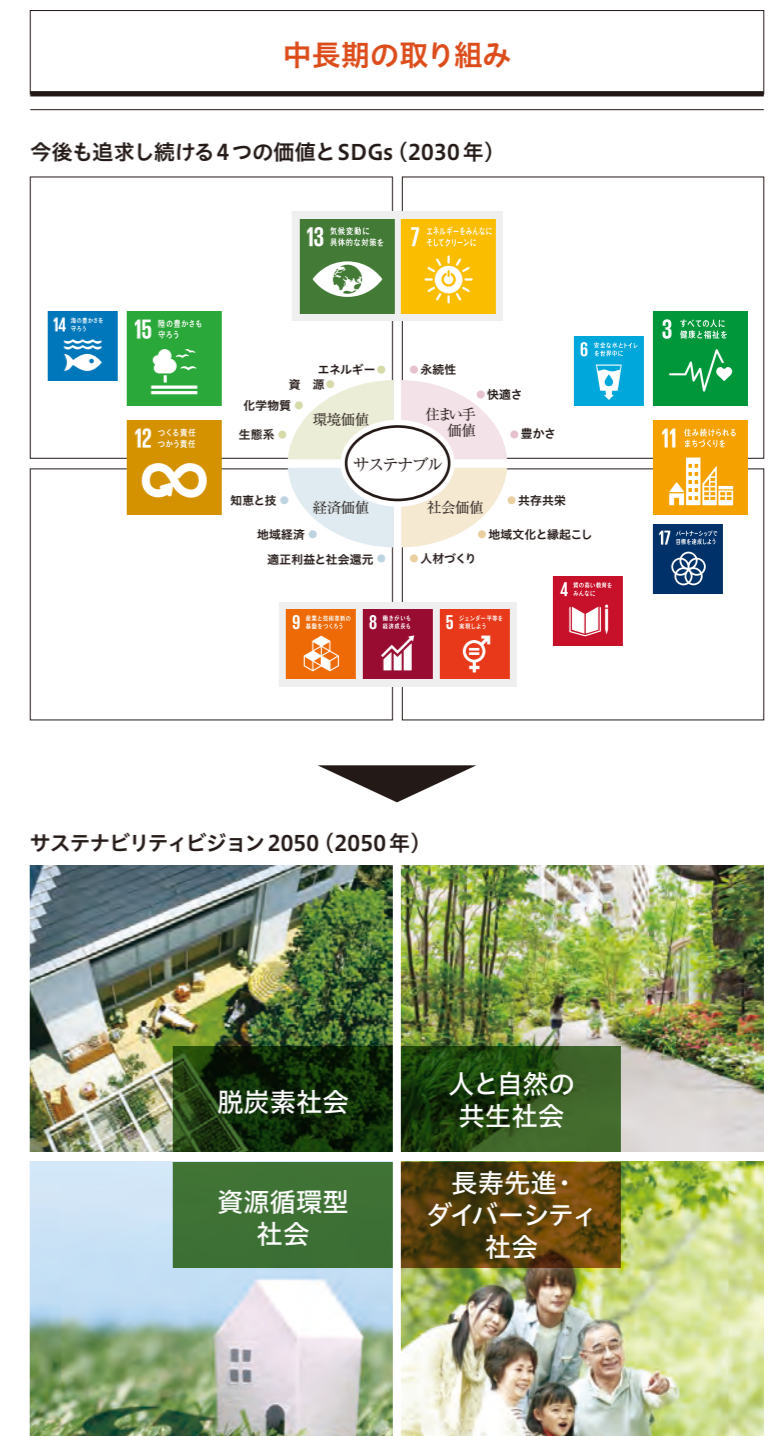 中長期の取り組み
今後も追求し続ける4つの価値とSDGs（2030年）
13 気候変動に
具体的な対策を
7 エネルギーをみんなに
そしてクリーンに
14 海の豊かさを
守ろう
15 陸の豊かさも
守ろう
6 安全な水とトイレ
を世界中に
3 すべての人に
健康と福祉を
12 つくる責任
つかう責任
11 住み続けられる
まちづくりを
エネルギー
資 源
化学物質
生態系
環境価値
永続性
快適さ
豊かさ
住まい手
価値
サステナブル
知恵と技
地域経済
適正利益と社会還元
経済価値
社会価値
共存共栄
地域文化と縁起こし
人材づくり
17 パートナーシップで
目標を達成しよう
4 質の高い教育を
みんなに
9 産業と技術革新の
基盤をつくろう
8 働きがいも
経済成長も
5 ジェンダー平等を
実現しよう
サステナビリティビジョン2050（2050年）
脱炭素社会
人と自然の
共生社会
資源循環型
社会
長寿先進・
ダイバーシティ
社会